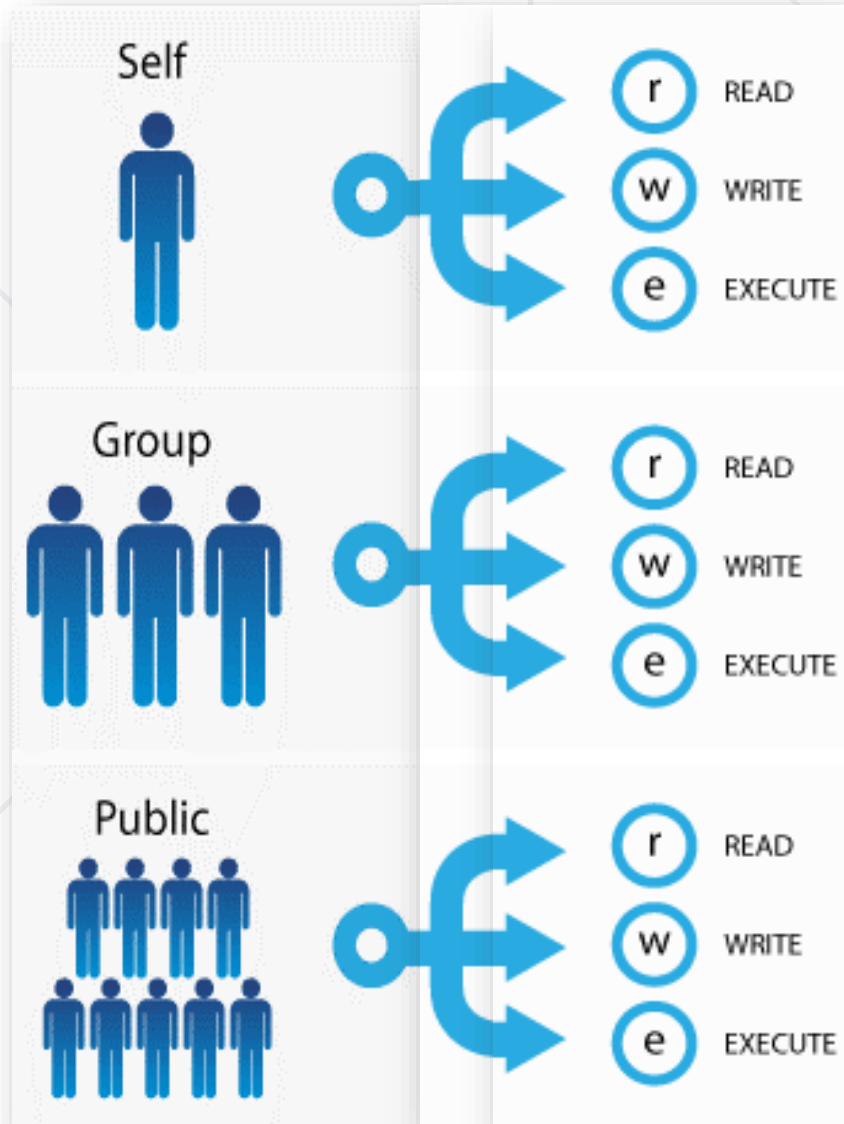 Self
r READ
w WRITE
e EXECUTE
Group
r READ
w WRITE
e EXECUTE
Public
r READ
w WRITE
e EXECUTE